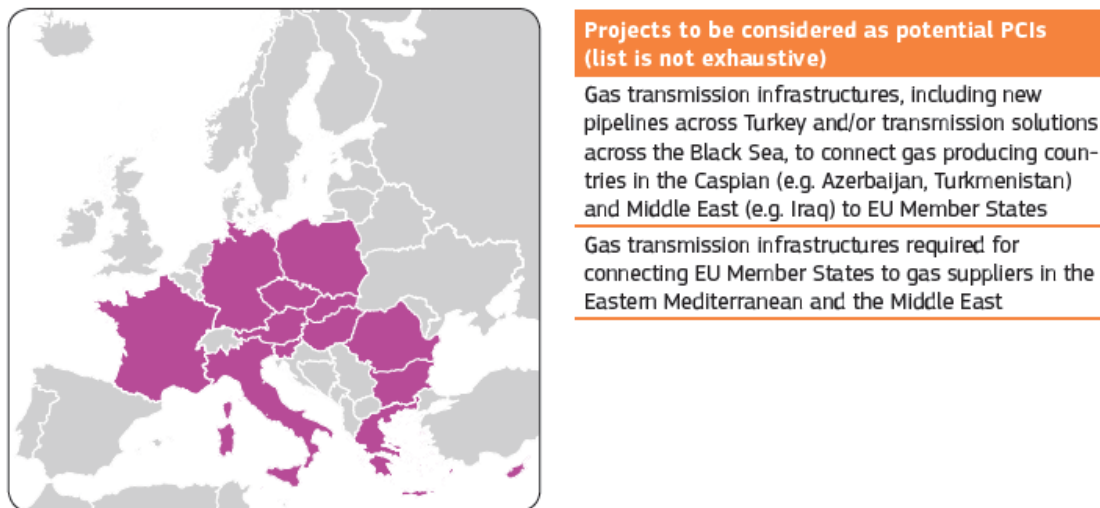 Projects to be considered as potential PCIs
(list is not exhaustive)
Gas transmission infrastructures, including new
pipelines across Turkey and/or transmission solutions
across the Black Sea, to connect gas producing coun-
tries in the Caspian (e.g. Azerbaijan, Turkmenistan)
and Middle East (e.g. Iraq) to EU Member States
Gas transmission infrastructures required for
connecting EU Member States to gas suppliers in the
Eastern Mediterranean and the Middle East